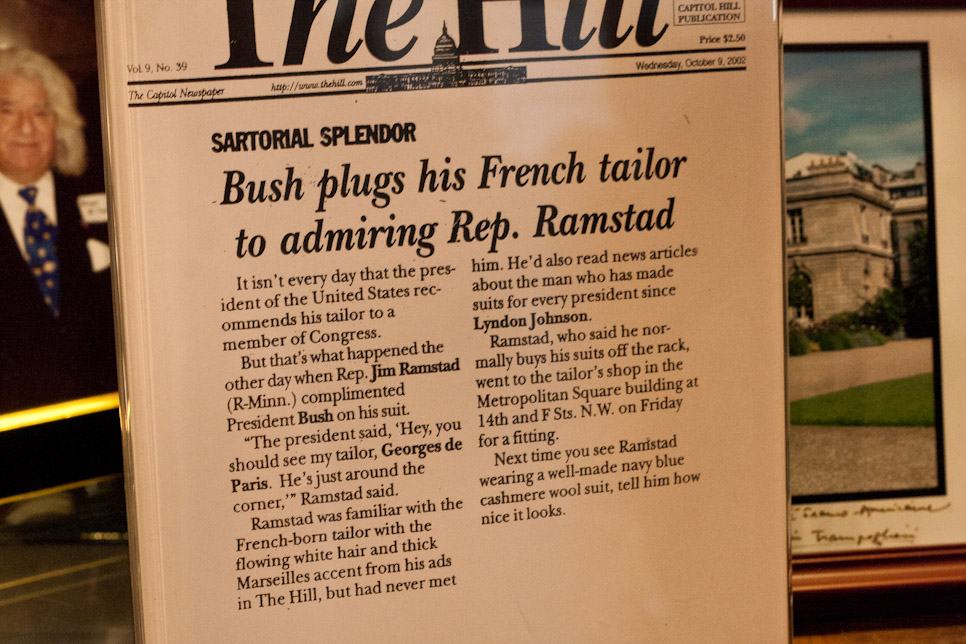 The Hill
CAPITOL HILL
PUBLICATION
Vol. 9, No. 39
Price $2.50
The Capitol Newspaper
http://www.thehill.com
Wednesday, October 9, 2002
SARTORIAL SPLENDOR
Bush plugs his French tailor
to admiring Rep. Ramstad
It isn't every day that the pres-
ident of the United States rec-
ommends his tailor to a
member of Congress.
But that's what happened the
other day when Rep. Jim Ramstad
(R-Minn.) complimented
President Bush on his suit.
"The president said, 'Hey, you
should see my tailor, Georges de
Paris. He's just around the
corner,'" Ramstad said.
Ramstad was familiar with the
French-born tailor with the
flowing white hair and thick
Marseilles accent from his ads
in The Hill, but had never met
him. He'd also read news articles
about the man who has made
suits for every president since
Lyndon Johnson.
Ramstad, who said he nor-
mally buys his suits off the rack,
went to the tailor's shop in the
Metropolitan Square building at
14th and F Sts. N.W. on Friday
for a fitting.
Next time you see Ramstad
wearing a well-made navy blue
cashmere wool suit, tell him how
nice it looks.